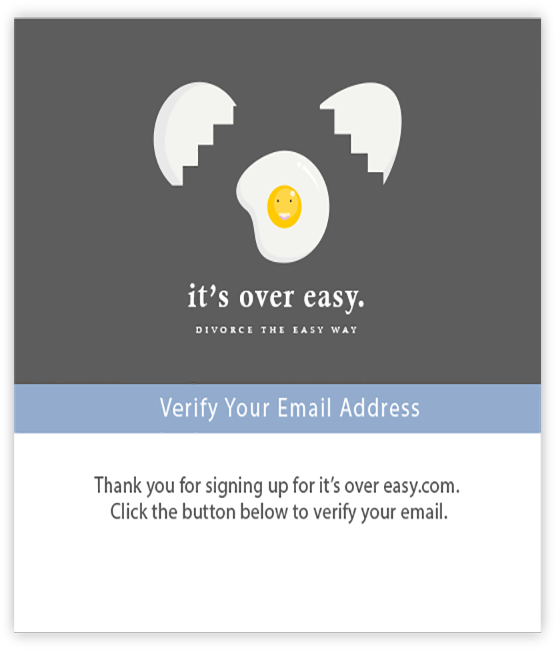 it's over easy.
DIVORCE THE EASY WAY
Verify Your Email Address
Thank you for signing up for it's over easy.com.
Click the button below to verify your email.